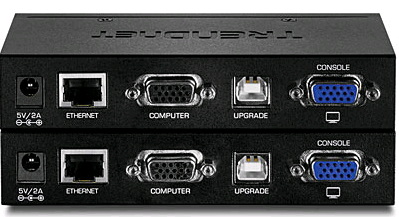 TRENDNET
CONSOLE
5V/2A
ETHERNET
COMPUTER
UPGRADE
CONSOLE
5V/2A
ETHERNET
COMPUTER
UPGRADE